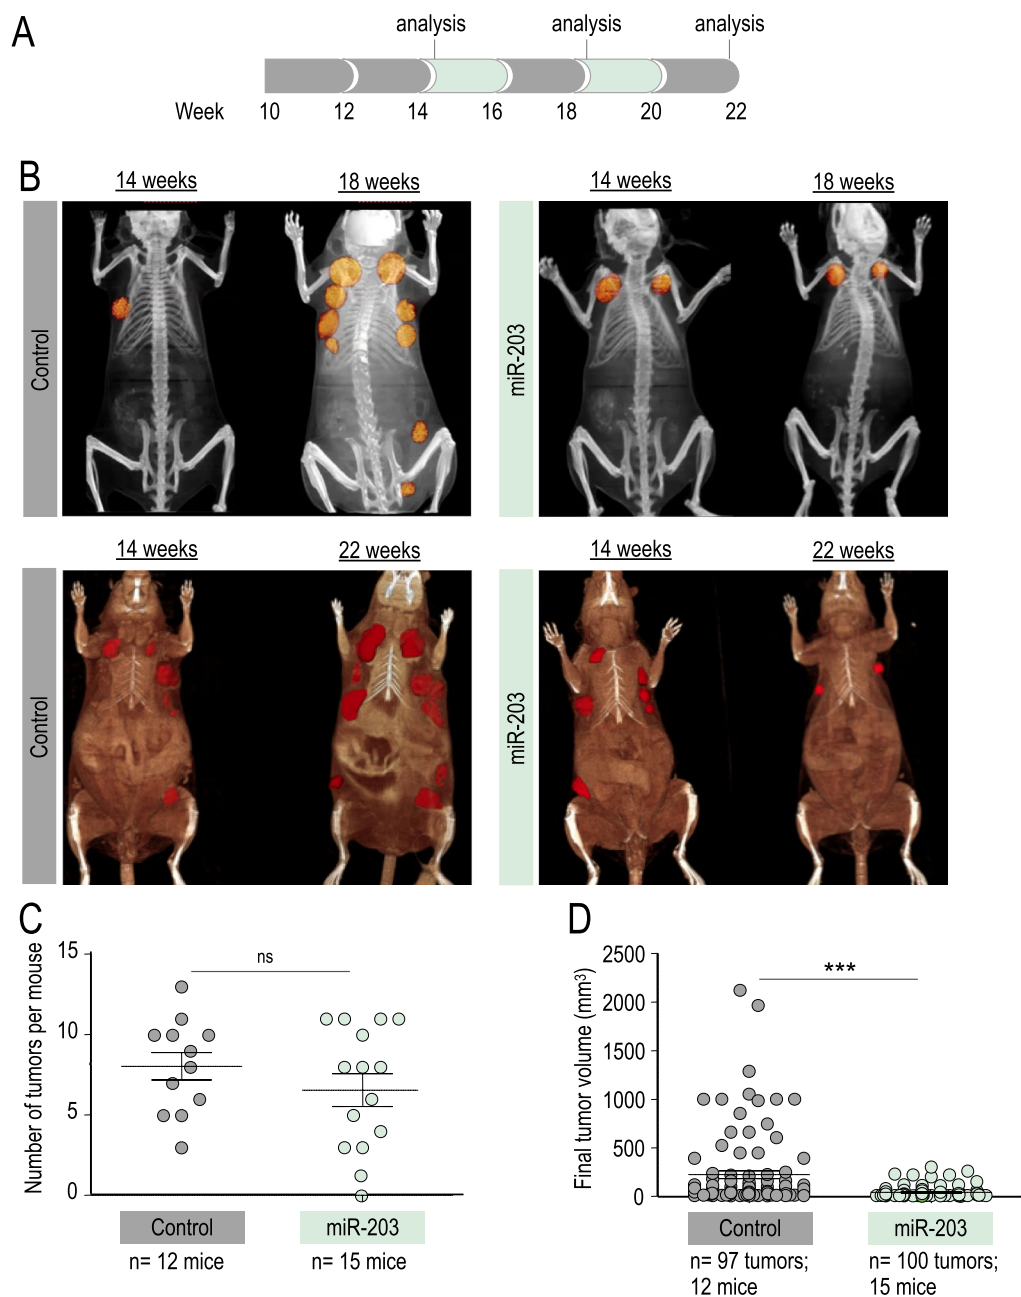 A
analysis analysis analysis
Week 10 12 14 16 18 20 22
B
14 weeks 18 weeks 14 weeks 18 weeks
Control
miR-203
14 weeks 22 weeks 14 weeks 22 weeks
Control
miR-203
C
Number of tumors per mouse
15
10
5
0
ns
Control miR-203
n= 12 mice n= 15 mice
D
Final tumor volume (mm³)
2500
2000
1500
1000
500
0
***
Control miR-203
n= 97 tumors; n= 100 tumors;
12 mice 15 mice